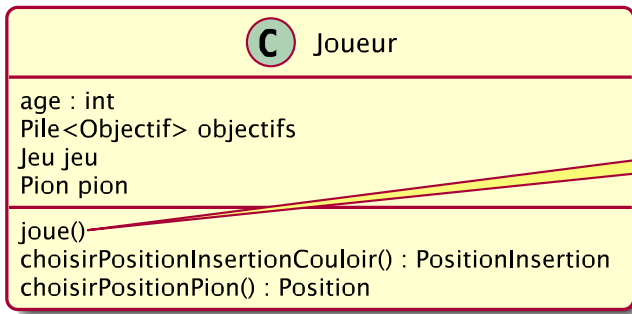 C Joueur
age : int
Pile<Objectif> objectifs
Jeu jeu
Pion pion
joue()
choisirPositionInsertionCouloir() : PositionInsertion
choisirPositionPion() : Position